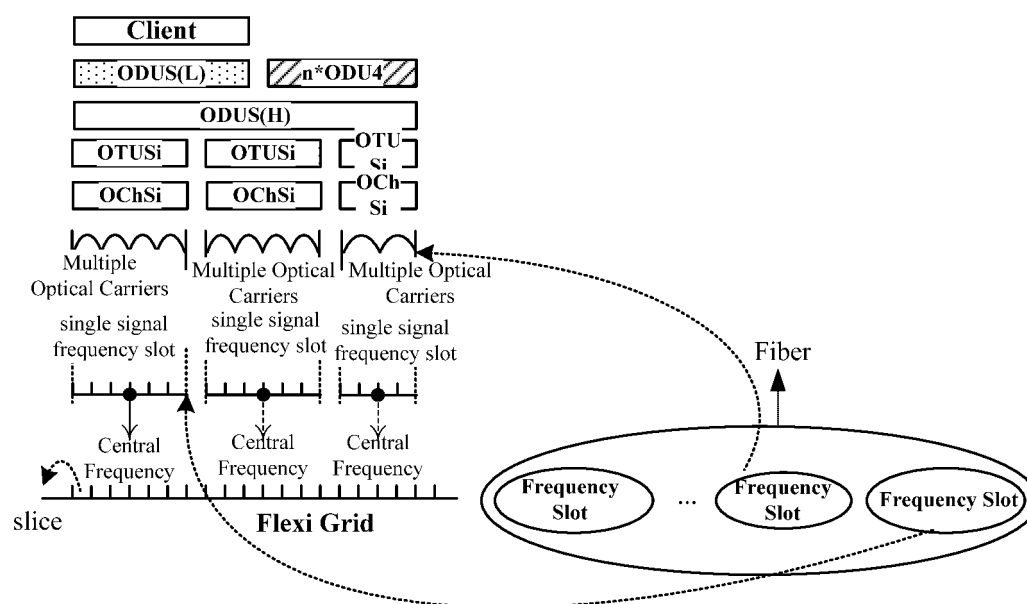 Client
ODUS(L)
n*ODU4
ODUS(H)
OTUSi
OTUSi
OTU
Si
OChSi
OChSi
OCh
Si
Multiple
Optical Carriers
Multiple Optical
Carriers
Multiple Optical
Carriers
single signal
frequency slot
single signal
frequency slot
single signal
frequency slot
Central
Frequency
Central
Frequency
Central
Frequency
slice
Flexi Grid
Fiber
Frequency
Slot
...
Frequency
Slot
Frequency Slot